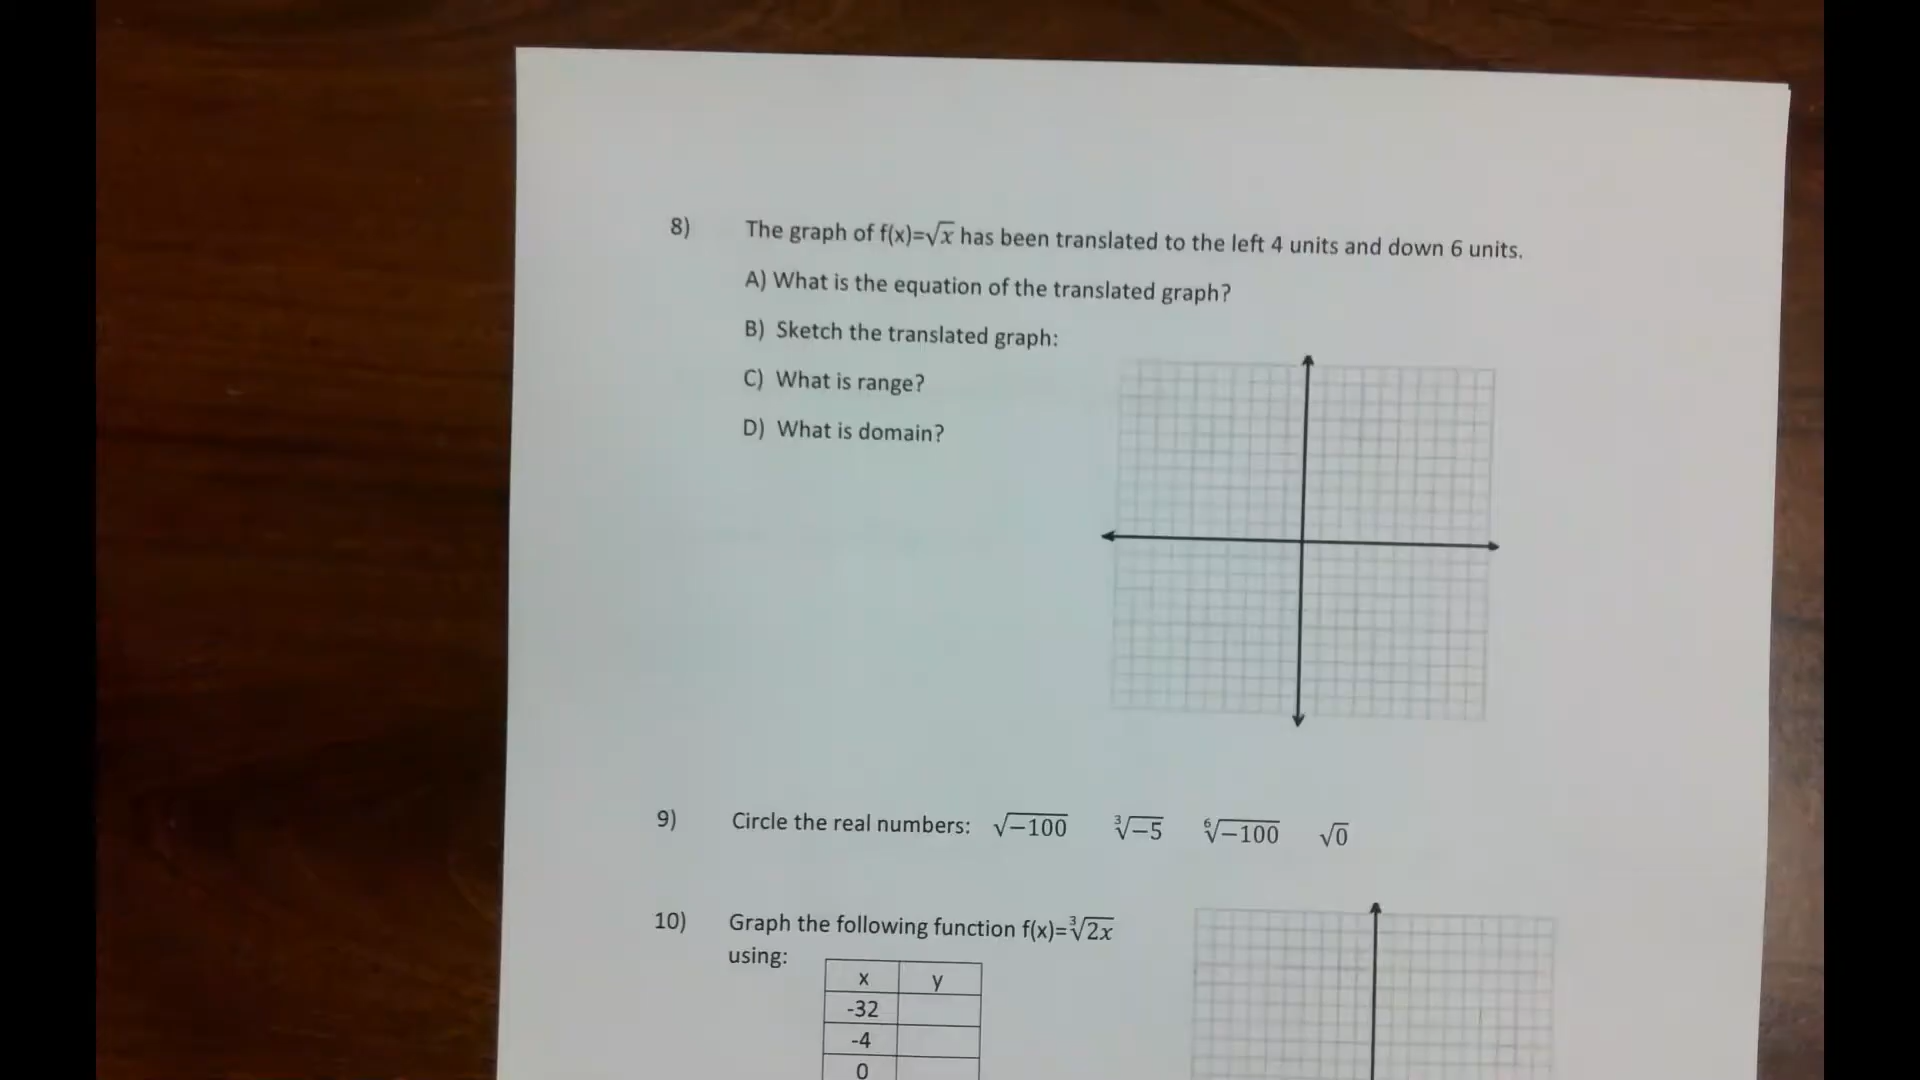 8) The graph of f(x)=√x has been translated to the left 4 units and down 6 units.
A) What is the equation of the translated graph?
B) Sketch the translated graph:
C) What is range?
D) What is domain?
9) Circle the real numbers: √−100 ∛−5 ⁶√−100 √0
10) Graph the following function f(x)=∛2x
using:
x y
-32
-4
0